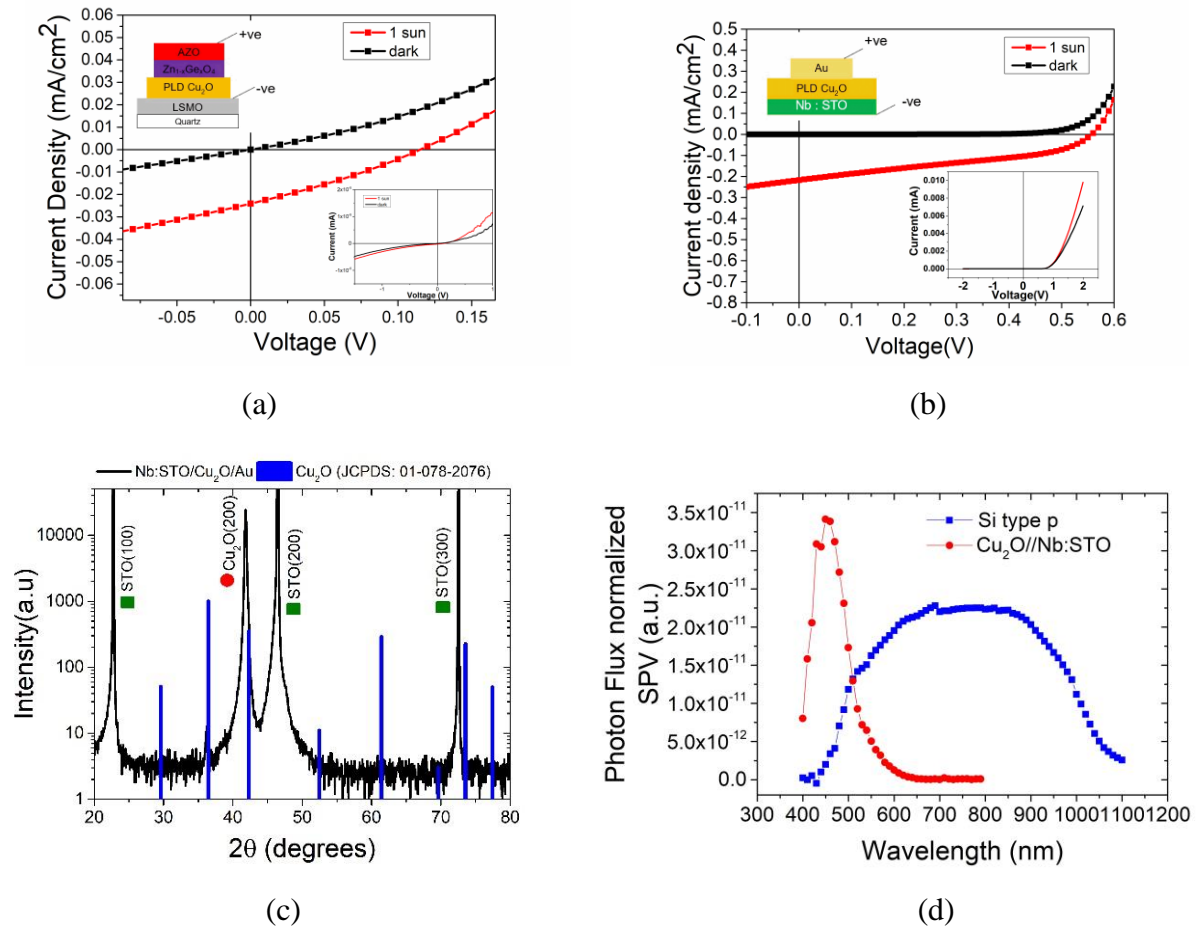 0.06
0.05
0.04
0.03
0.02
0.01
0.00
-0.01
-0.02
-0.03
-0.04
-0.05
-0.06
Current Density (mA/cm2)
+ve
AZO
Zn₁₋ₓGeₓO₄
PLD Cu₂O
-ve
LSMO
Quartz
1 sun
dark
1 sun
dark
Current (mA)
0
-1
0
Voltage (V)
-0.05 0.00 0.05 0.10 0.15
Voltage (V)
(a)
0.5
0.4
0.3
0.2
0.1
0.0
-0.1
-0.2
-0.3
-0.4
-0.5
-0.6
-0.7
-0.8
Current density (mA/cm2)
+ve
Au
PLD Cu₂O
-ve
Nb : STO
1 sun
dark
0.010
0.008
0.006
0.004
0.002
0.000
Current (mA)
-2 -1 0 1 2
Voltage(V)
-0.1 0.0 0.1 0.2 0.3 0.4 0.5 0.6
Voltage(V)
(b)
Nb:STO/Cu₂O/Au Cu₂O (JCPDS: 01-078-2076)
10000
1000
100
10
1
Intensity(a.u)
STO(100)
Cu₂O(200)
STO(200)
STO(300)
20 30 40 50 60 70 80
2θ (degrees)
(c)
3.5x10⁻¹¹
3.0x10⁻¹¹
2.5x10⁻¹¹
2.0x10⁻¹¹
1.5x10⁻¹¹
1.0x10⁻¹¹
5.0x10⁻¹²
0.0
Photon Flux normalized
SPV (a.u.)
Si type p
Cu₂O//Nb:STO
300 400 500 600 700 800 900 1000 1100 1200
Wavelength (nm)
(d)